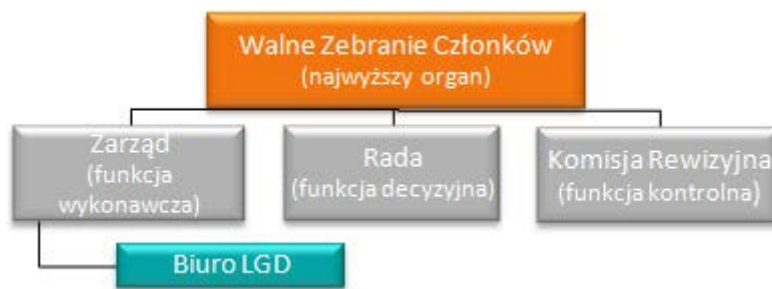 Walne Zebranie Członków
(najwyższy organ)
Zarząd
(funkcja
wykonawcza)
Rada
(funkcja decyzyjna)
Komisja Rewizyjna
(funkcja kontrolna)
Biuro LGD